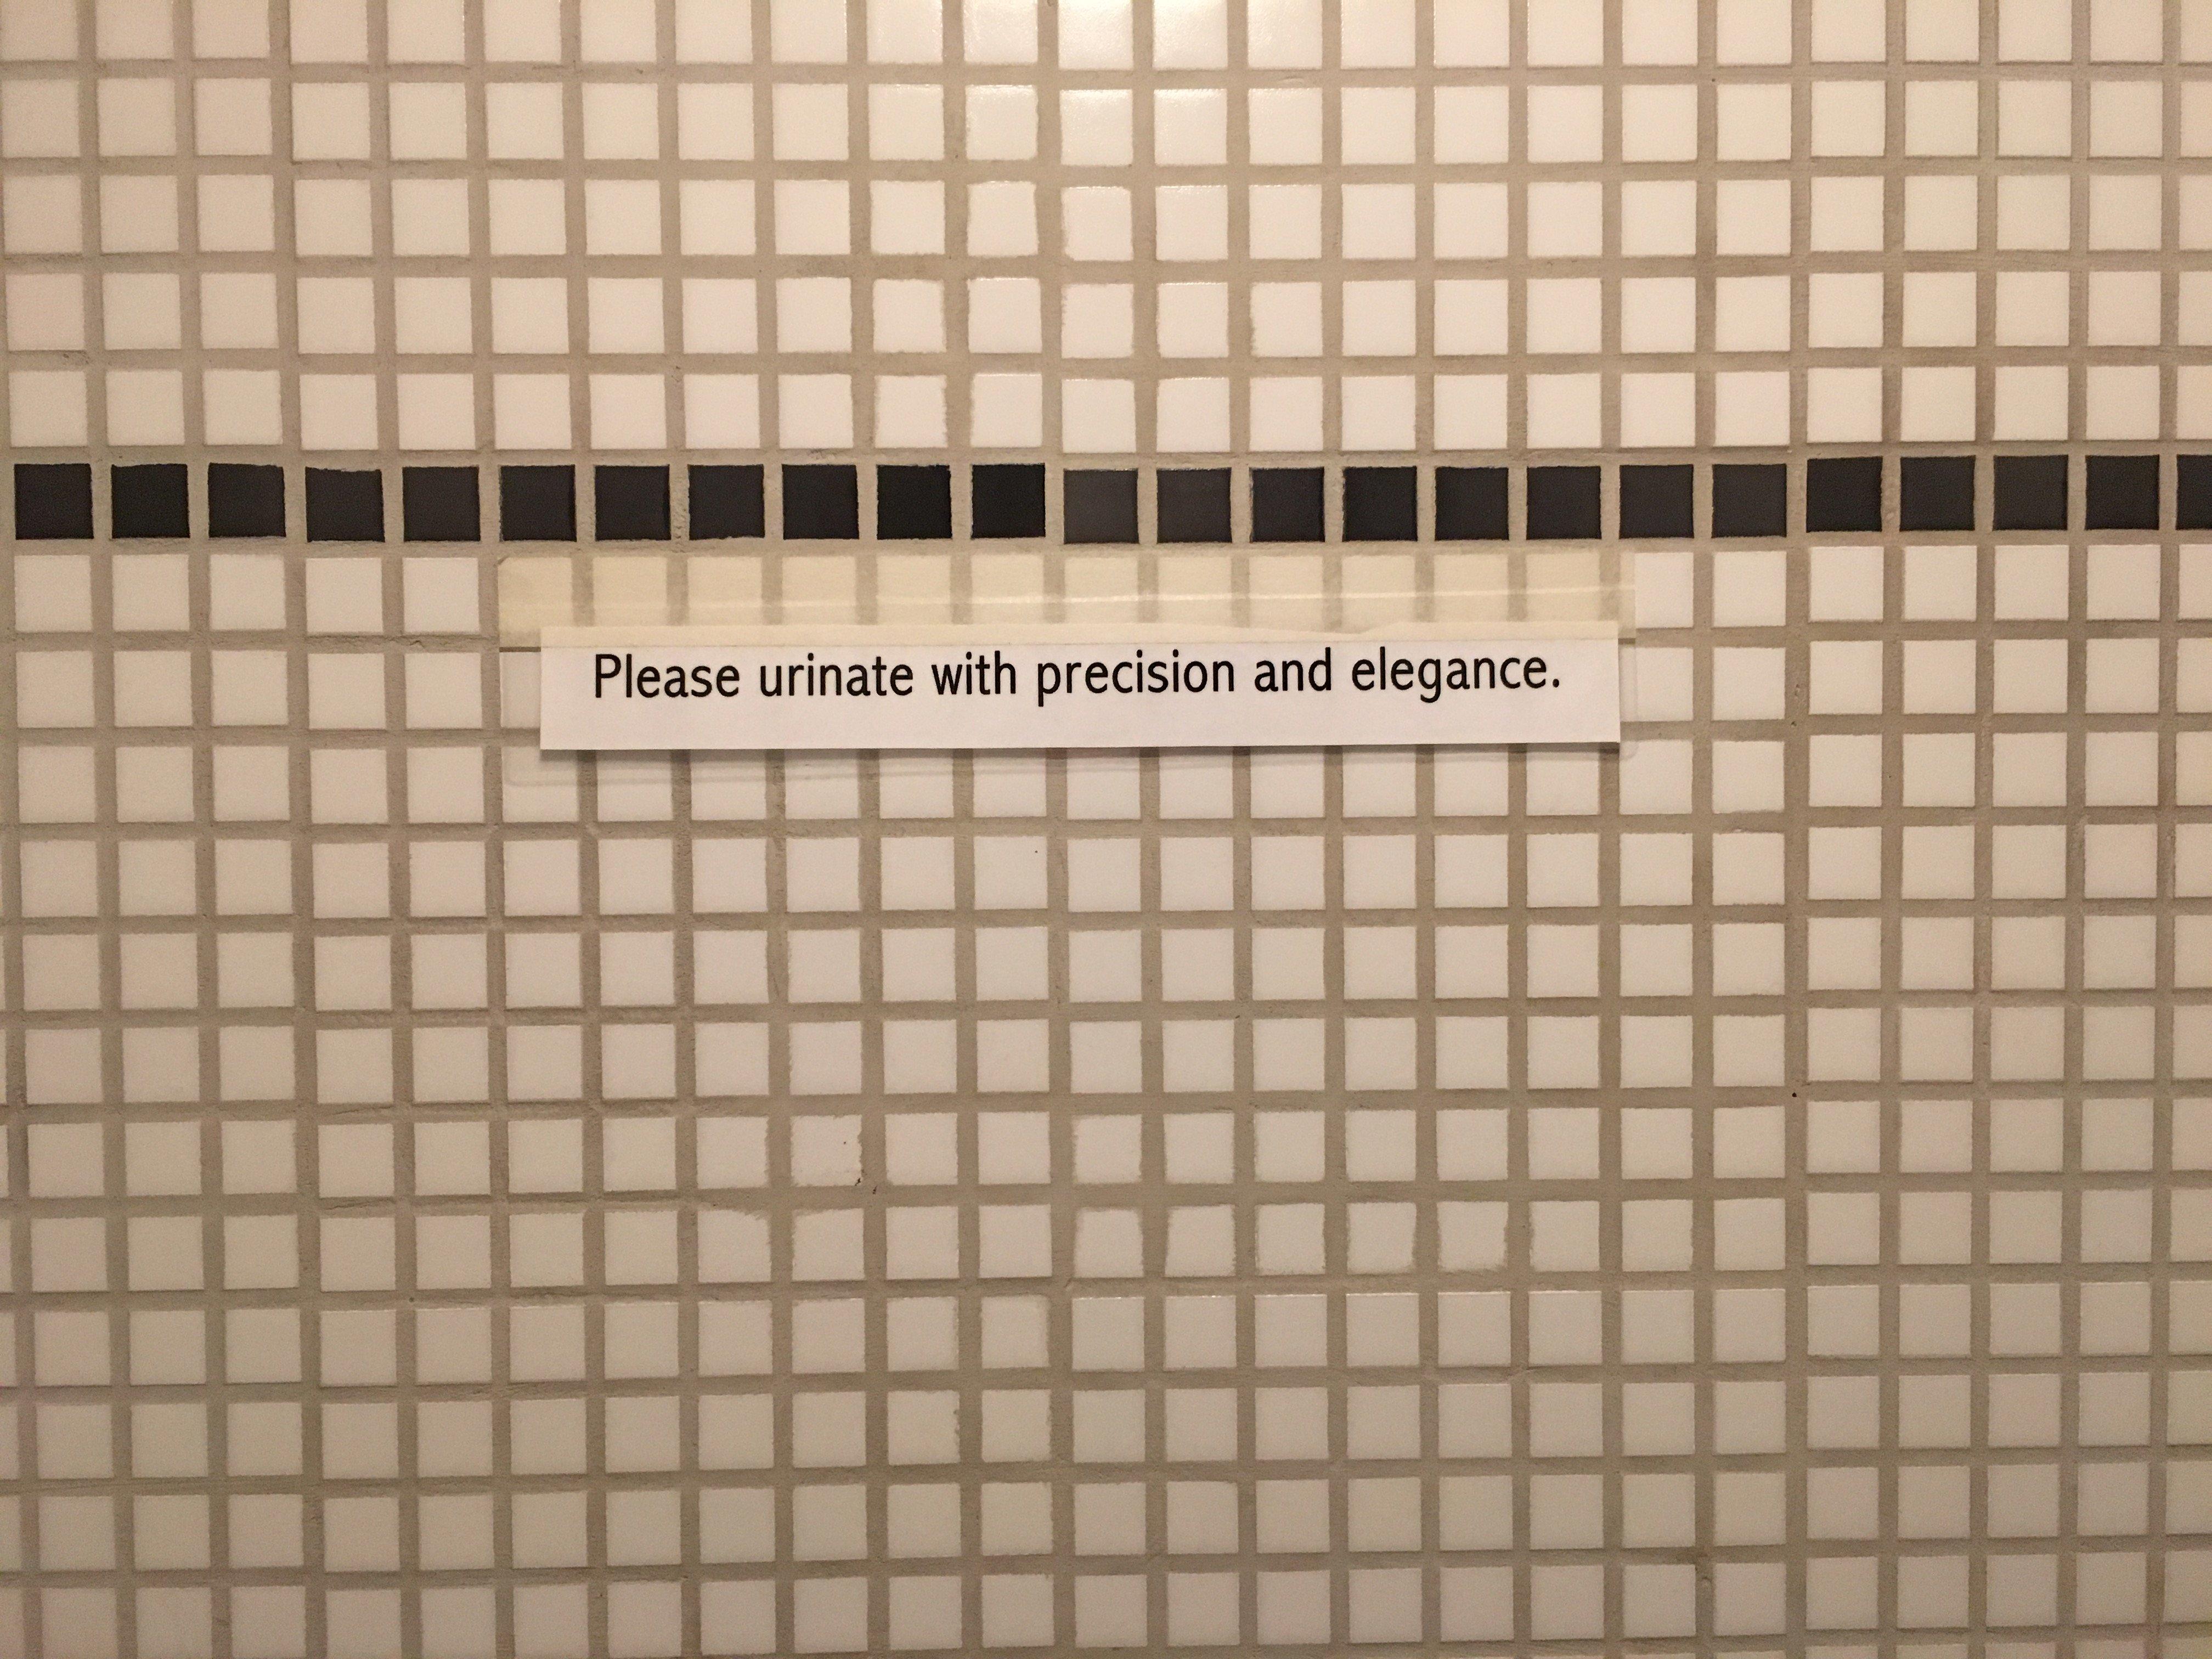 Please urinate with precision and elegance.